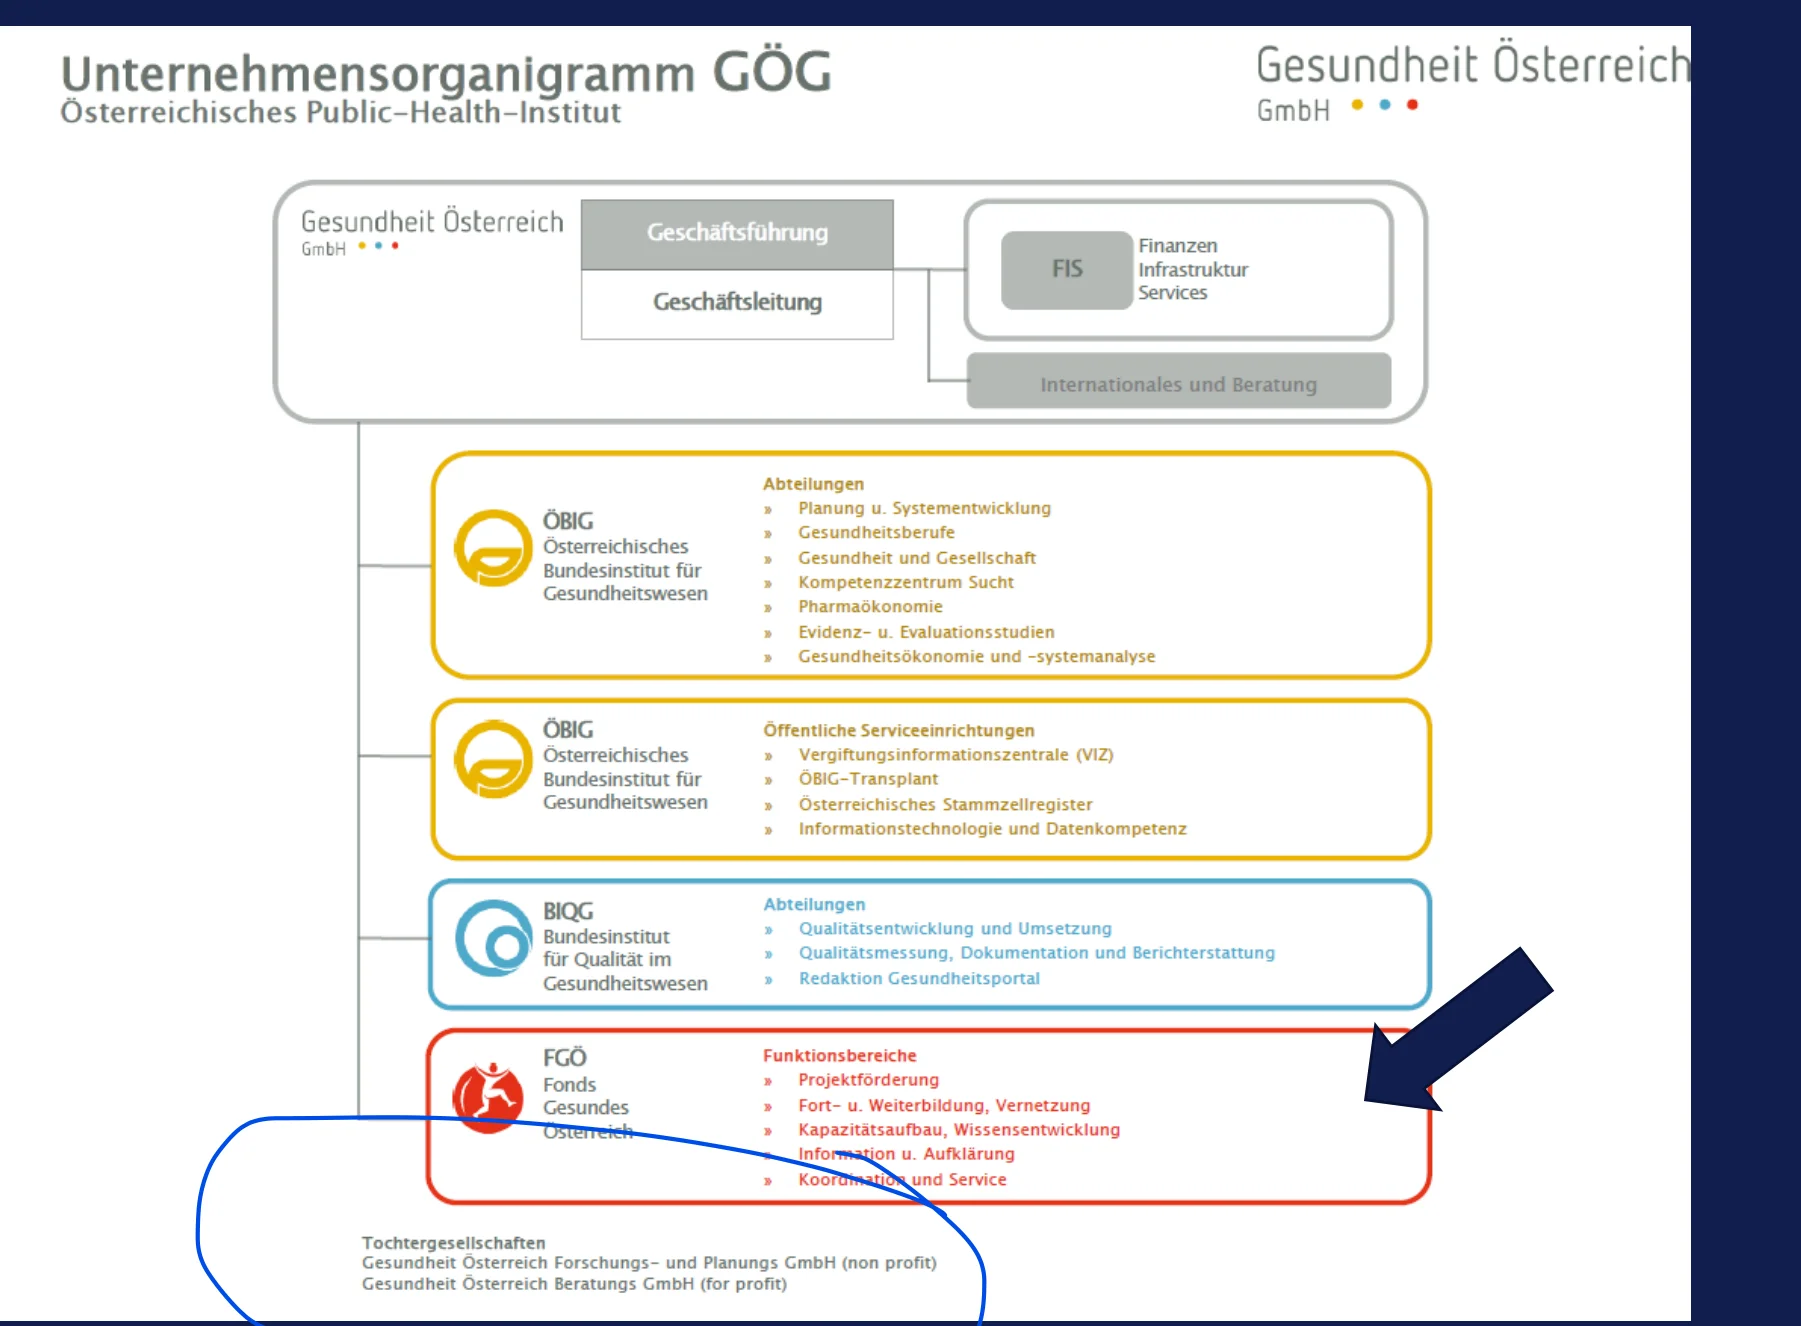 Unternehmensorganigramm GÖG
Österreichisches Public-Health-Institut
Gesundheit Österreich
GmbH
Gesundheit Österreich
GmbH
Geschäftsführung
Geschäftsleitung
FIS
Finanzen
Infrastruktur
Services
Internationales und Beratung
ÖBIG
Österreichisches
Bundesinstitut für
Gesundheitswesen
Abteilungen
» Planung u. Systementwicklung
» Gesundheitsberufe
» Gesundheit und Gesellschaft
» Kompetenzzentrum Sucht
» Pharmaökonomie
» Evidenz- u. Evaluationsstudien
» Gesundheitsökonomie und -systemanalyse
ÖBIG
Österreichisches
Bundesinstitut für
Gesundheitswesen
Öffentliche Serviceeinrichtungen
» Vergiftungsinformationszentrale (VIZ)
» ÖBIG-Transplant
» Österreichisches Stammzellregister
» Informationstechnologie und Datenkompetenz
BIQG
Bundesinstitut
für Qualität im
Gesundheitswesen
Abteilungen
» Qualitätsentwicklung und Umsetzung
» Qualitätsmessung, Dokumentation und Berichterstattung
» Redaktion Gesundheitsportal
FGÖ
Fonds
Gesundes
Österreich
Funktionsbereiche
» Projektförderung
» Fort- u. Weiterbildung, Vernetzung
» Kapazitätsaufbau, Wissensentwicklung
» Information u. Aufklärung
» Koordination und Service
Tochtergesellschaften
Gesundheit Österreich Forschungs- und Planungs GmbH (non profit)
Gesundheit Österreich Beratungs GmbH (for profit)